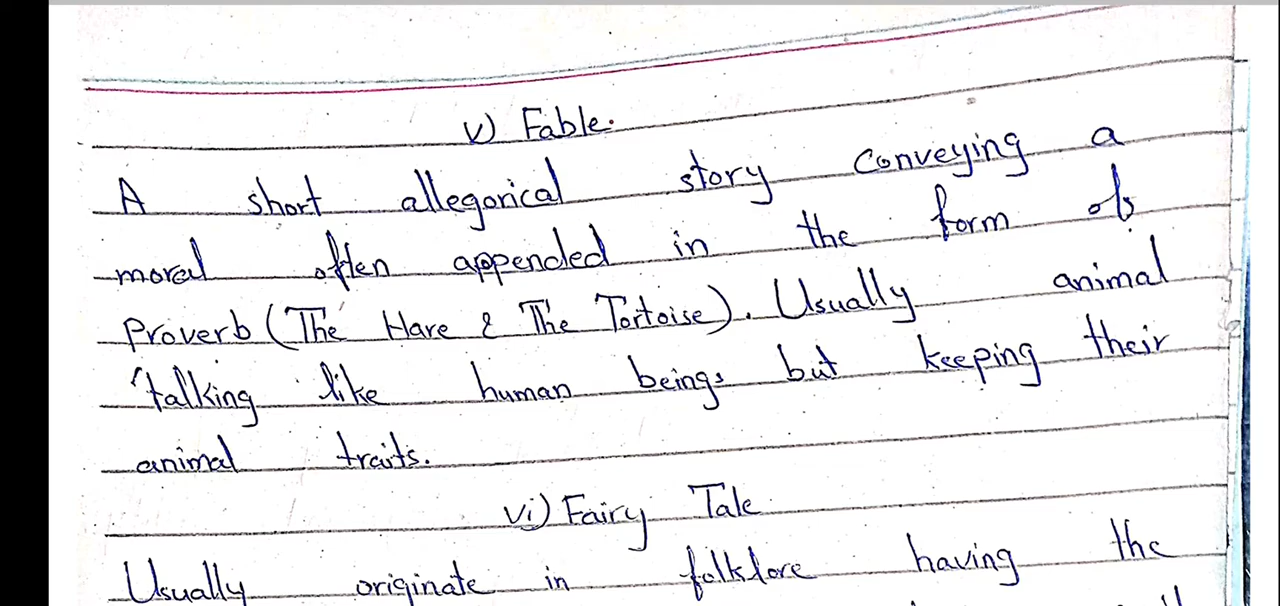 v) Fable.
A short allegorical story conveying a
moral often appended in the form of
Proverb (The Hare & The Tortoise). Usually animal
talking like human beings but keeping their
animal traits.
vi) Fairy Tale
Usually originate in folklore having the